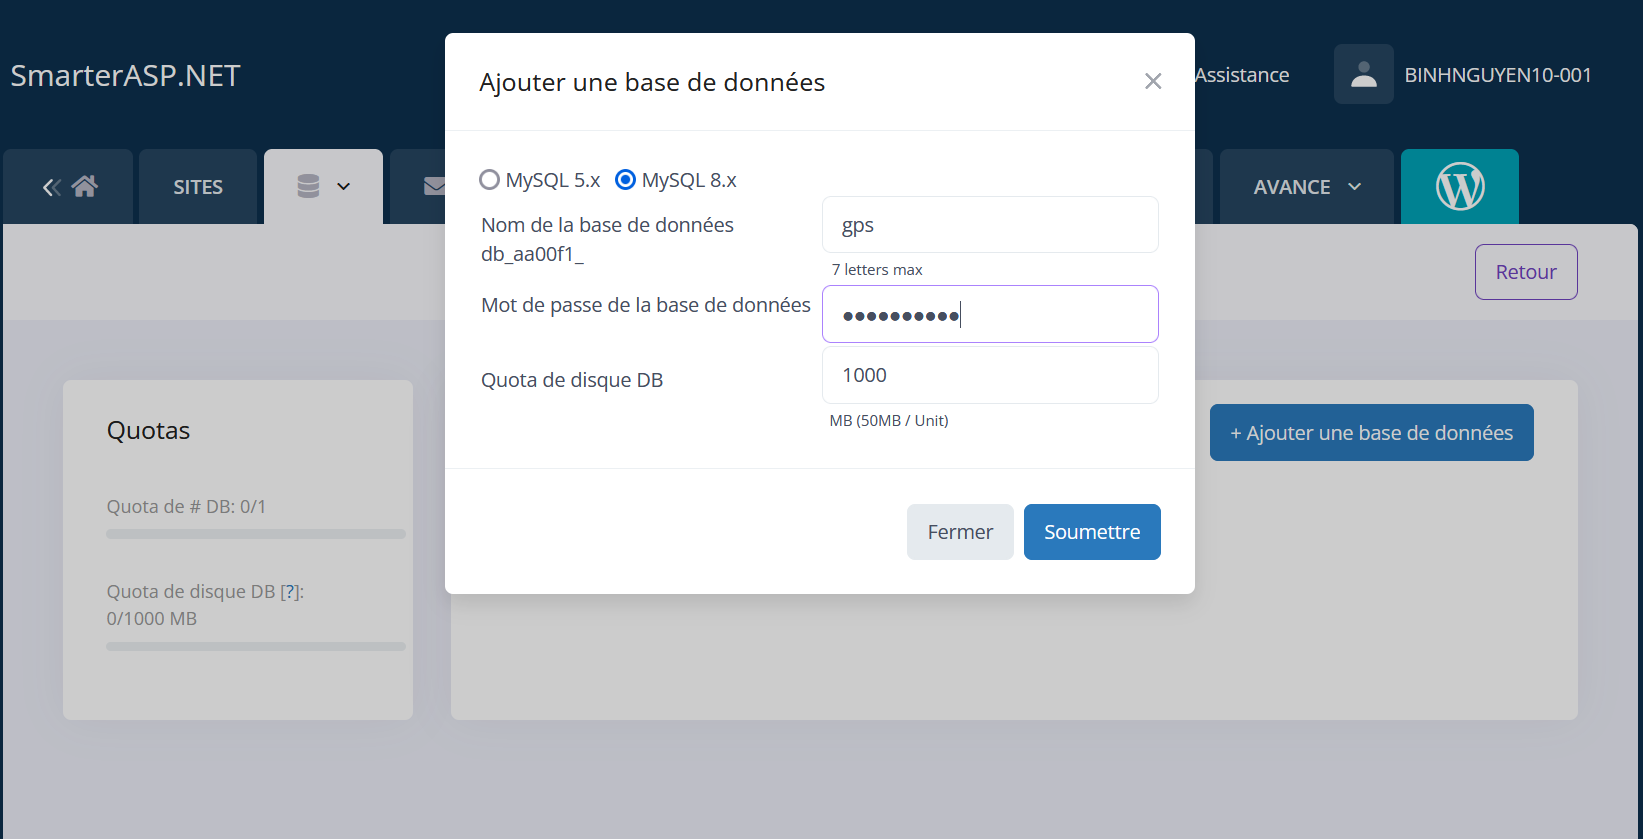 SmarterASP.NET
Assistance
BINHNGUYEN10-001
SITES
AVANCE
Retour
Ajouter une base de données
MySQL 5.x
MySQL 8.x
Nom de la base de données
db_aa00f1_
gps
7 letters max
Mot de passe de la base de données
••••••••••
Quota de disque DB
1000
MB (50MB / Unit)
Fermer
Soumettre
Quotas
Quota de # DB: 0/1
Quota de disque DB [?]:
0/1000 MB
+ Ajouter une base de données